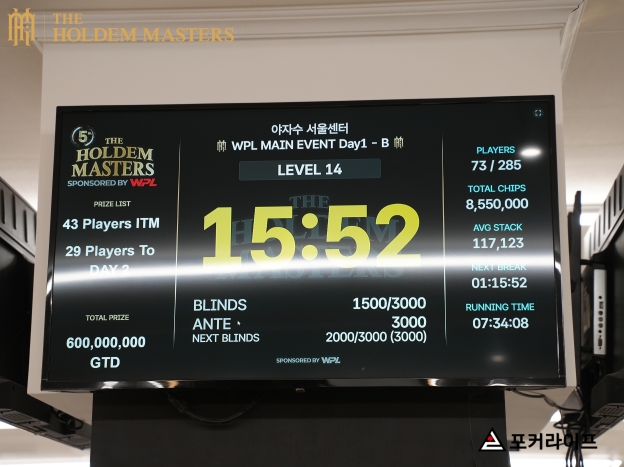 THE
HOLDEM MASTERS
5th
THE
HOLDEM
MASTERS
SPONSORED BY WPL
PRIZE LIST
43 Players ITM
29 Players To
DAY 2
TOTAL PRIZE
600,000,000
GTD
야자수 서울센터
WPL MAIN EVENT Day1 - B
LEVEL 14
THE
HOLDEM
MASTERS
15:52
BLINDS 1500/3000
ANTE 3000
NEXT BLINDS 2000/3000 (3000)
SPONSORED BY WPL
PLAYERS
73 / 285
TOTAL CHIPS
8,550,000
AVG STACK
117,123
NEXT BREAK
01:15:52
RUNNING TIME
07:34:08
포커라이프